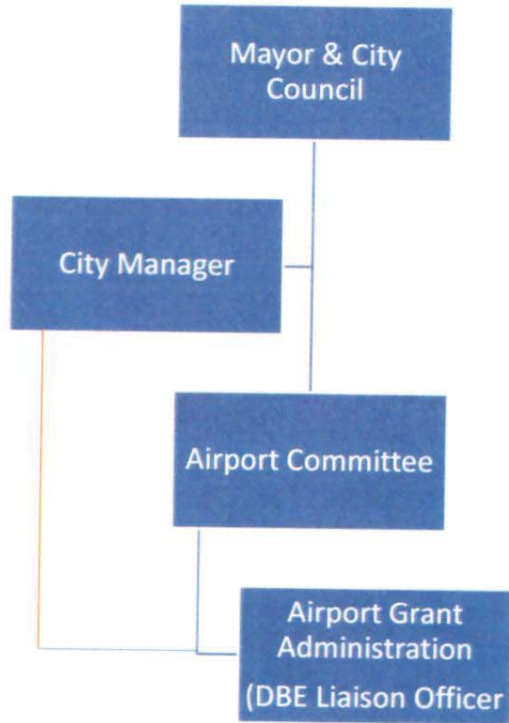 Mayor & City
Council
City Manager
Airport Committee
Airport Grant
Administration
(DBE Liaison Officer